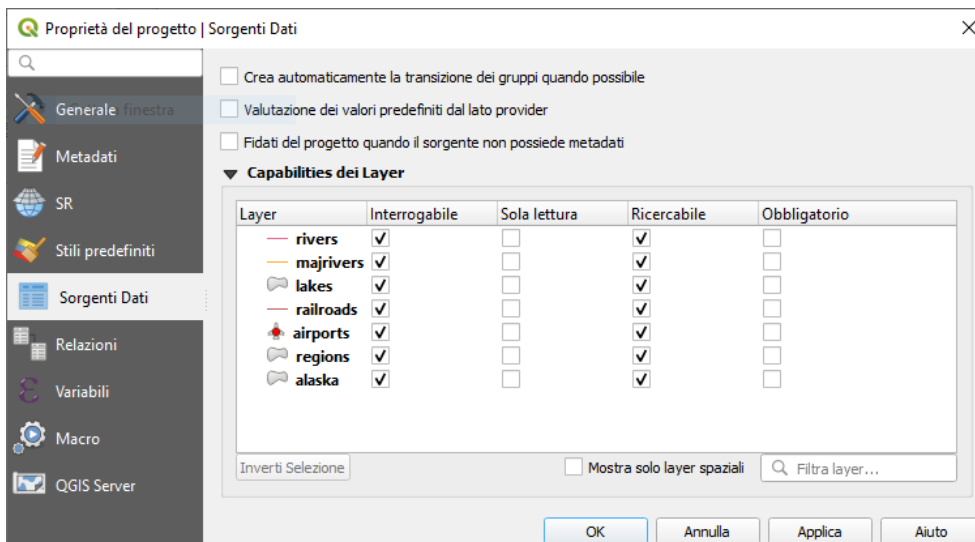 Proprietà del progetto | Sorgenti Dati
Generale
finestra
Metadati
SR
Stili predefiniti
Sorgenti Dati
Relazioni
Variabili
Macro
QGIS Server
Crea automaticamente la transizione dei gruppi quando possibile
Valutazione dei valori predefiniti dal lato provider
Fidati del progetto quando il sorgente non possiede metadati
Capabilities dei Layer
Layer Interrogabile Sola lettura Ricercabile Obbligatorio
rivers
majrivers
lakes
railroads
airports
regions
alaska
Inverti Selezione Mostra solo layer spaziali Filtra layer...
OK Annulla Applica Aiuto